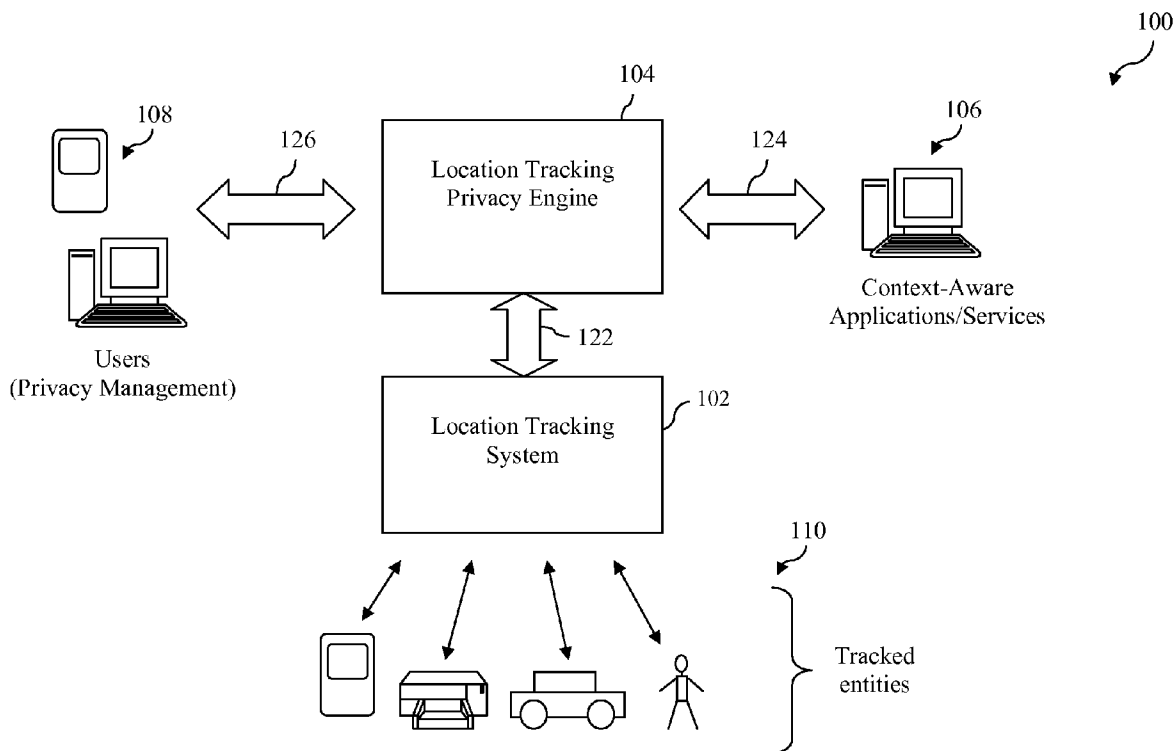 100
104
108
106
126
124
Location Tracking
Privacy Engine
Context-Aware
Applications/Services
122
Users
(Privacy Management)
102
Location Tracking
System
110
Tracked
entities